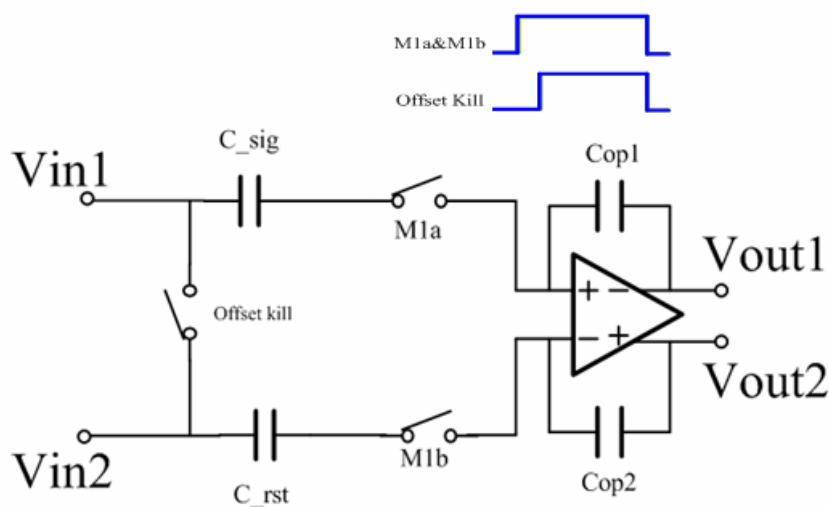 M1a&M1b
Offset Kill
C_sig
Cop1
Vin1
M1a
Vout1
+ −
Offset kill
− +
Vout2
M1b
Vin2
C_rst
Cop2